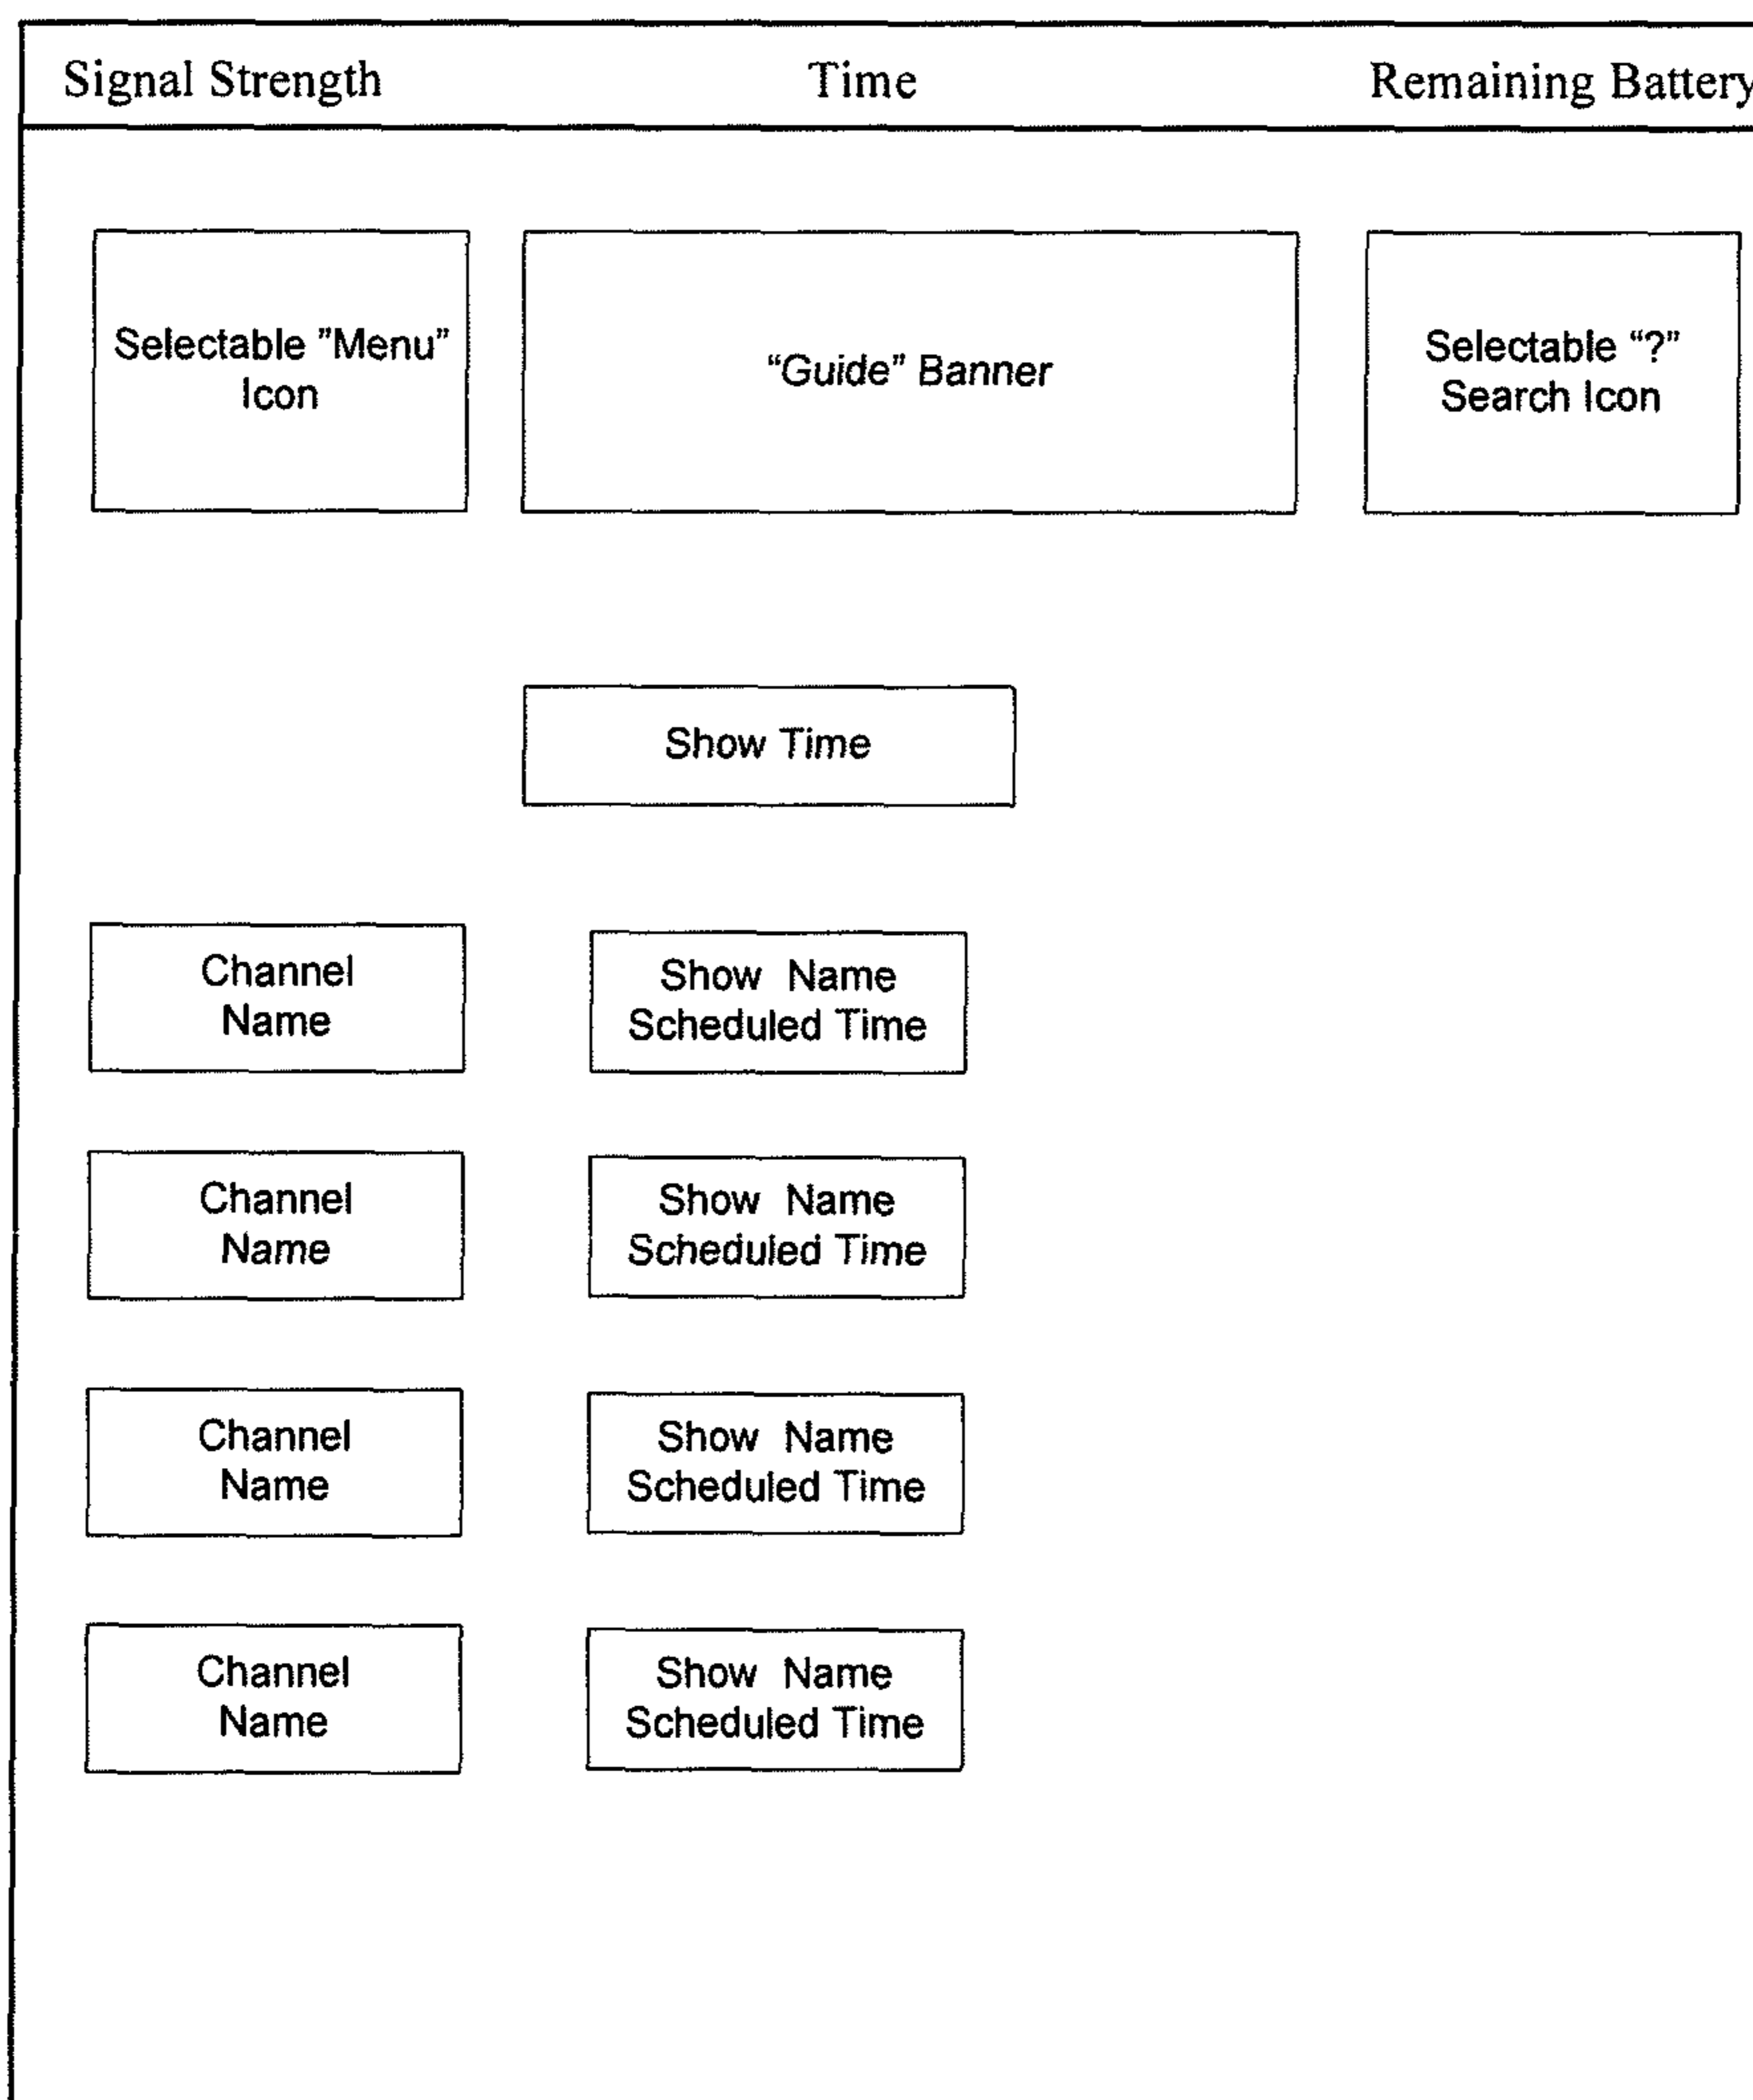 Signal Strength Time Remaining Battery
Selectable ”Menu”
Icon
“Guide” Banner
Selectable “?”
Search Icon
Show Time
Channel
Name
Show Name
Scheduled Time
Channel
Name
Show Name
Scheduled Time
Channel
Name
Show Name
Scheduled Time
Channel
Name
Show Name
Scheduled Time